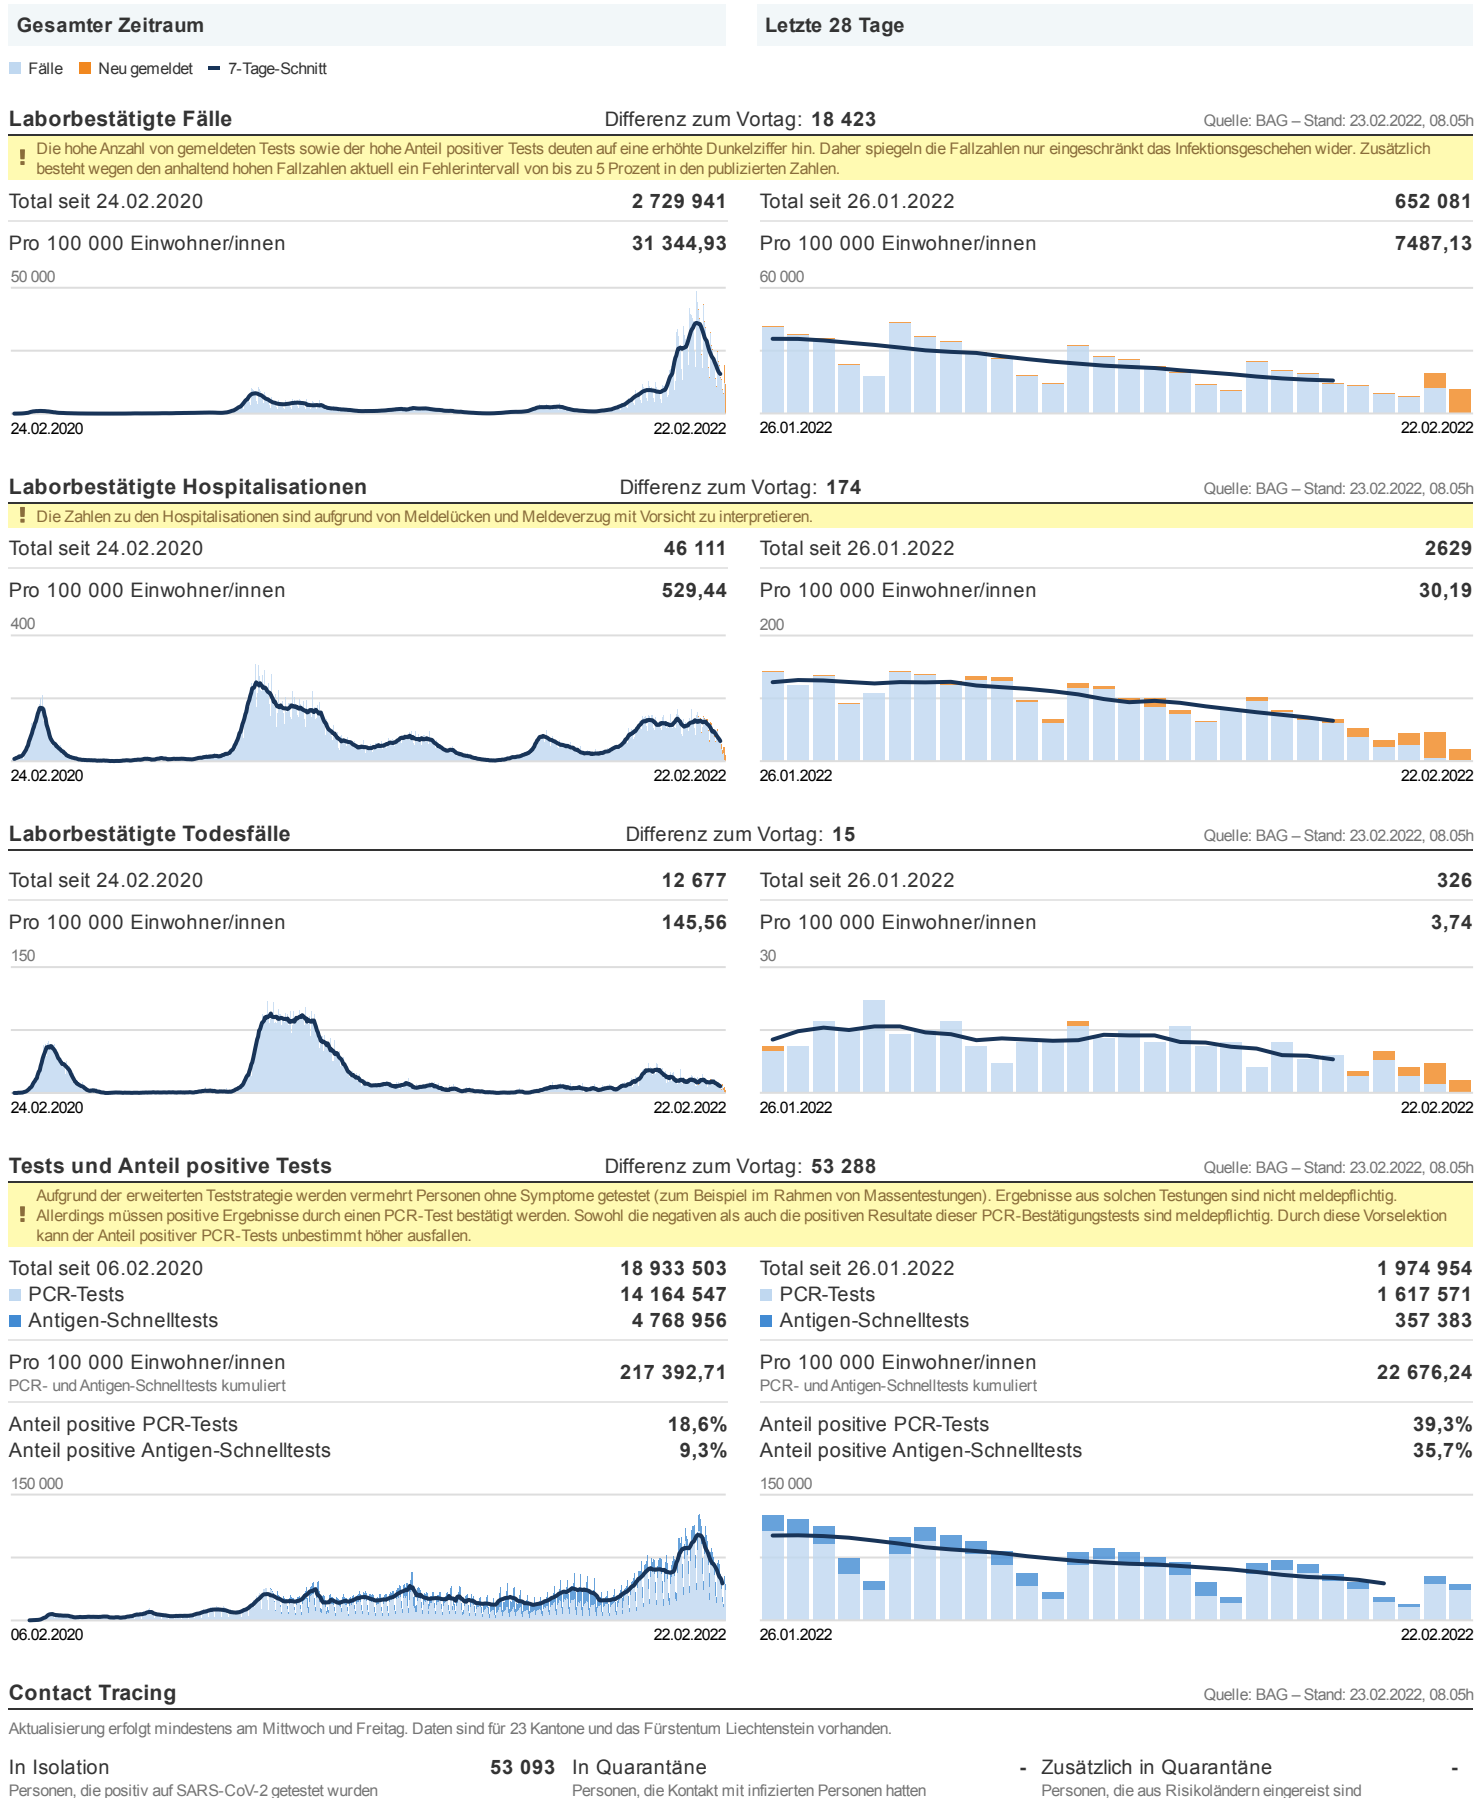 Gesamter Zeitraum
Letzte 28 Tage
Fälle Neu gemeldet 7-Tage-Schnitt
Laborbestätigte Fälle Differenz zum Vortag: 18 423 Quelle: BAG – Stand: 23.02.2022, 08.05h
! Die hohe Anzahl von gemeldeten Tests sowie der hohe Anteil positiver Tests deuten auf eine erhöhte Dunkelziffer hin. Daher spiegeln die Fallzahlen nur eingeschränkt das Infektionsgeschehen wider. Zusätzlich
besteht wegen den anhaltend hohen Fallzahlen aktuell ein Fehlerintervall von bis zu 5 Prozent in den publizierten Zahlen.
Total seit 24.02.2020 2 729 941
Pro 100 000 Einwohner/innen 31 344,93
50 000
24.02.2020 22.02.2022
Total seit 26.01.2022 652 081
Pro 100 000 Einwohner/innen 7487,13
60 000
26.01.2022 22.02.2022
Laborbestätigte Hospitalisationen Differenz zum Vortag: 174 Quelle: BAG – Stand: 23.02.2022, 08.05h
! Die Zahlen zu den Hospitalisationen sind aufgrund von Meldelücken und Meldeverzug mit Vorsicht zu interpretieren.
Total seit 24.02.2020 46 111
Pro 100 000 Einwohner/innen 529,44
400
24.02.2020 22.02.2022
Total seit 26.01.2022 2629
Pro 100 000 Einwohner/innen 30,19
200
26.01.2022 22.02.2022
Laborbestätigte Todesfälle Differenz zum Vortag: 15 Quelle: BAG – Stand: 23.02.2022, 08.05h
Total seit 24.02.2020 12 677
Pro 100 000 Einwohner/innen 145,56
150
24.02.2020 22.02.2022
Total seit 26.01.2022 326
Pro 100 000 Einwohner/innen 3,74
30
26.01.2022 22.02.2022
Tests und Anteil positive Tests Differenz zum Vortag: 53 288 Quelle: BAG – Stand: 23.02.2022, 08.05h
Aufgrund der erweiterten Teststrategie werden vermehrt Personen ohne Symptome getestet (zum Beispiel im Rahmen von Massentestungen). Ergebnisse aus solchen Testungen sind nicht meldepflichtig.
! Allerdings müssen positive Ergebnisse durch einen PCR-Test bestätigt werden. Sowohl die negativen als auch die positiven Resultate dieser PCR-Bestätigungstests sind meldepflichtig. Durch diese Vorselektion
kann der Anteil positiver PCR-Tests unbestimmt höher ausfallen.
Total seit 06.02.2020 18 933 503
PCR-Tests 14 164 547
Antigen-Schnelltests 4 768 956
Pro 100 000 Einwohner/innen 217 392,71
PCR- und Antigen-Schnelltests kumuliert
Anteil positive PCR-Tests 18,6%
Anteil positive Antigen-Schnelltests 9,3%
150 000
06.02.2020 22.02.2022
Total seit 26.01.2022 1 974 954
PCR-Tests 1 617 571
Antigen-Schnelltests 357 383
Pro 100 000 Einwohner/innen 22 676,24
PCR- und Antigen-Schnelltests kumuliert
Anteil positive PCR-Tests 39,3%
Anteil positive Antigen-Schnelltests 35,7%
150 000
26.01.2022 22.02.2022
Contact Tracing Quelle: BAG – Stand: 23.02.2022, 08.05h
Aktualisierung erfolgt mindestens am Mittwoch und Freitag. Daten sind für 23 Kantone und das Fürstentum Liechtenstein vorhanden.
In Isolation 53 093
Personen, die positiv auf SARS-CoV-2 getestet wurden
In Quarantäne -
Personen, die Kontakt mit infizierten Personen hatten
Zusätzlich in Quarantäne -
Personen, die aus Risikoländern eingereist sind